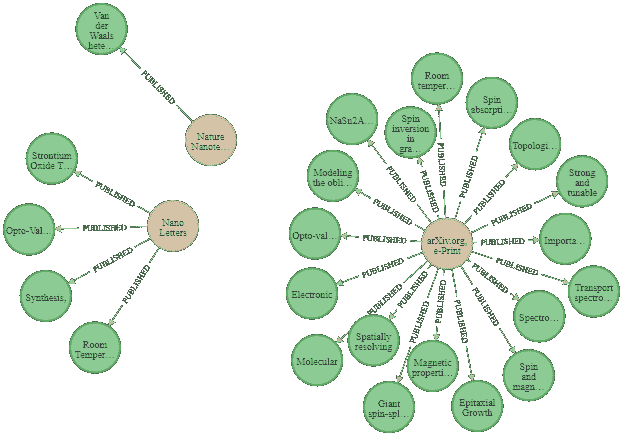 Van
der
Waals
hete…
PUBLISHED
Nature
Nanote…
Strontium
Oxide T…
PUBLISHED
Opto-Val…
PUBLISHED
Nano
Letters
Synthesis,
PUBLISHED
Room
Temper…
PUBLISHED
Room
temper…
PUBLISHED
Spin
absorpti…
PUBLISHED
NaSn2A…
PUBLISHED
Spin
inversion
in
gra…
PUBLISHED
Topologi…
PUBLISHED
Modeling
the obli…
PUBLISHED
Strong
and
tunable
PUBLISHED
Opto-val…
PUBLISHED
arXiv.org,
e-Print
PUBLISHED
Importa…
Electronic
PUBLISHED
PUBLISHED
Transport
spectro…
PUBLISHED
Spectro…
Molecular
PUBLISHED
Spatially
resolving
PUBLISHED
Magnetic
properti…
PUBLISHED
Spin
and
magn…
PUBLISHED
Giant
spin-spl…
PUBLISHED
Epitaxial
Growth
PUBLISHED